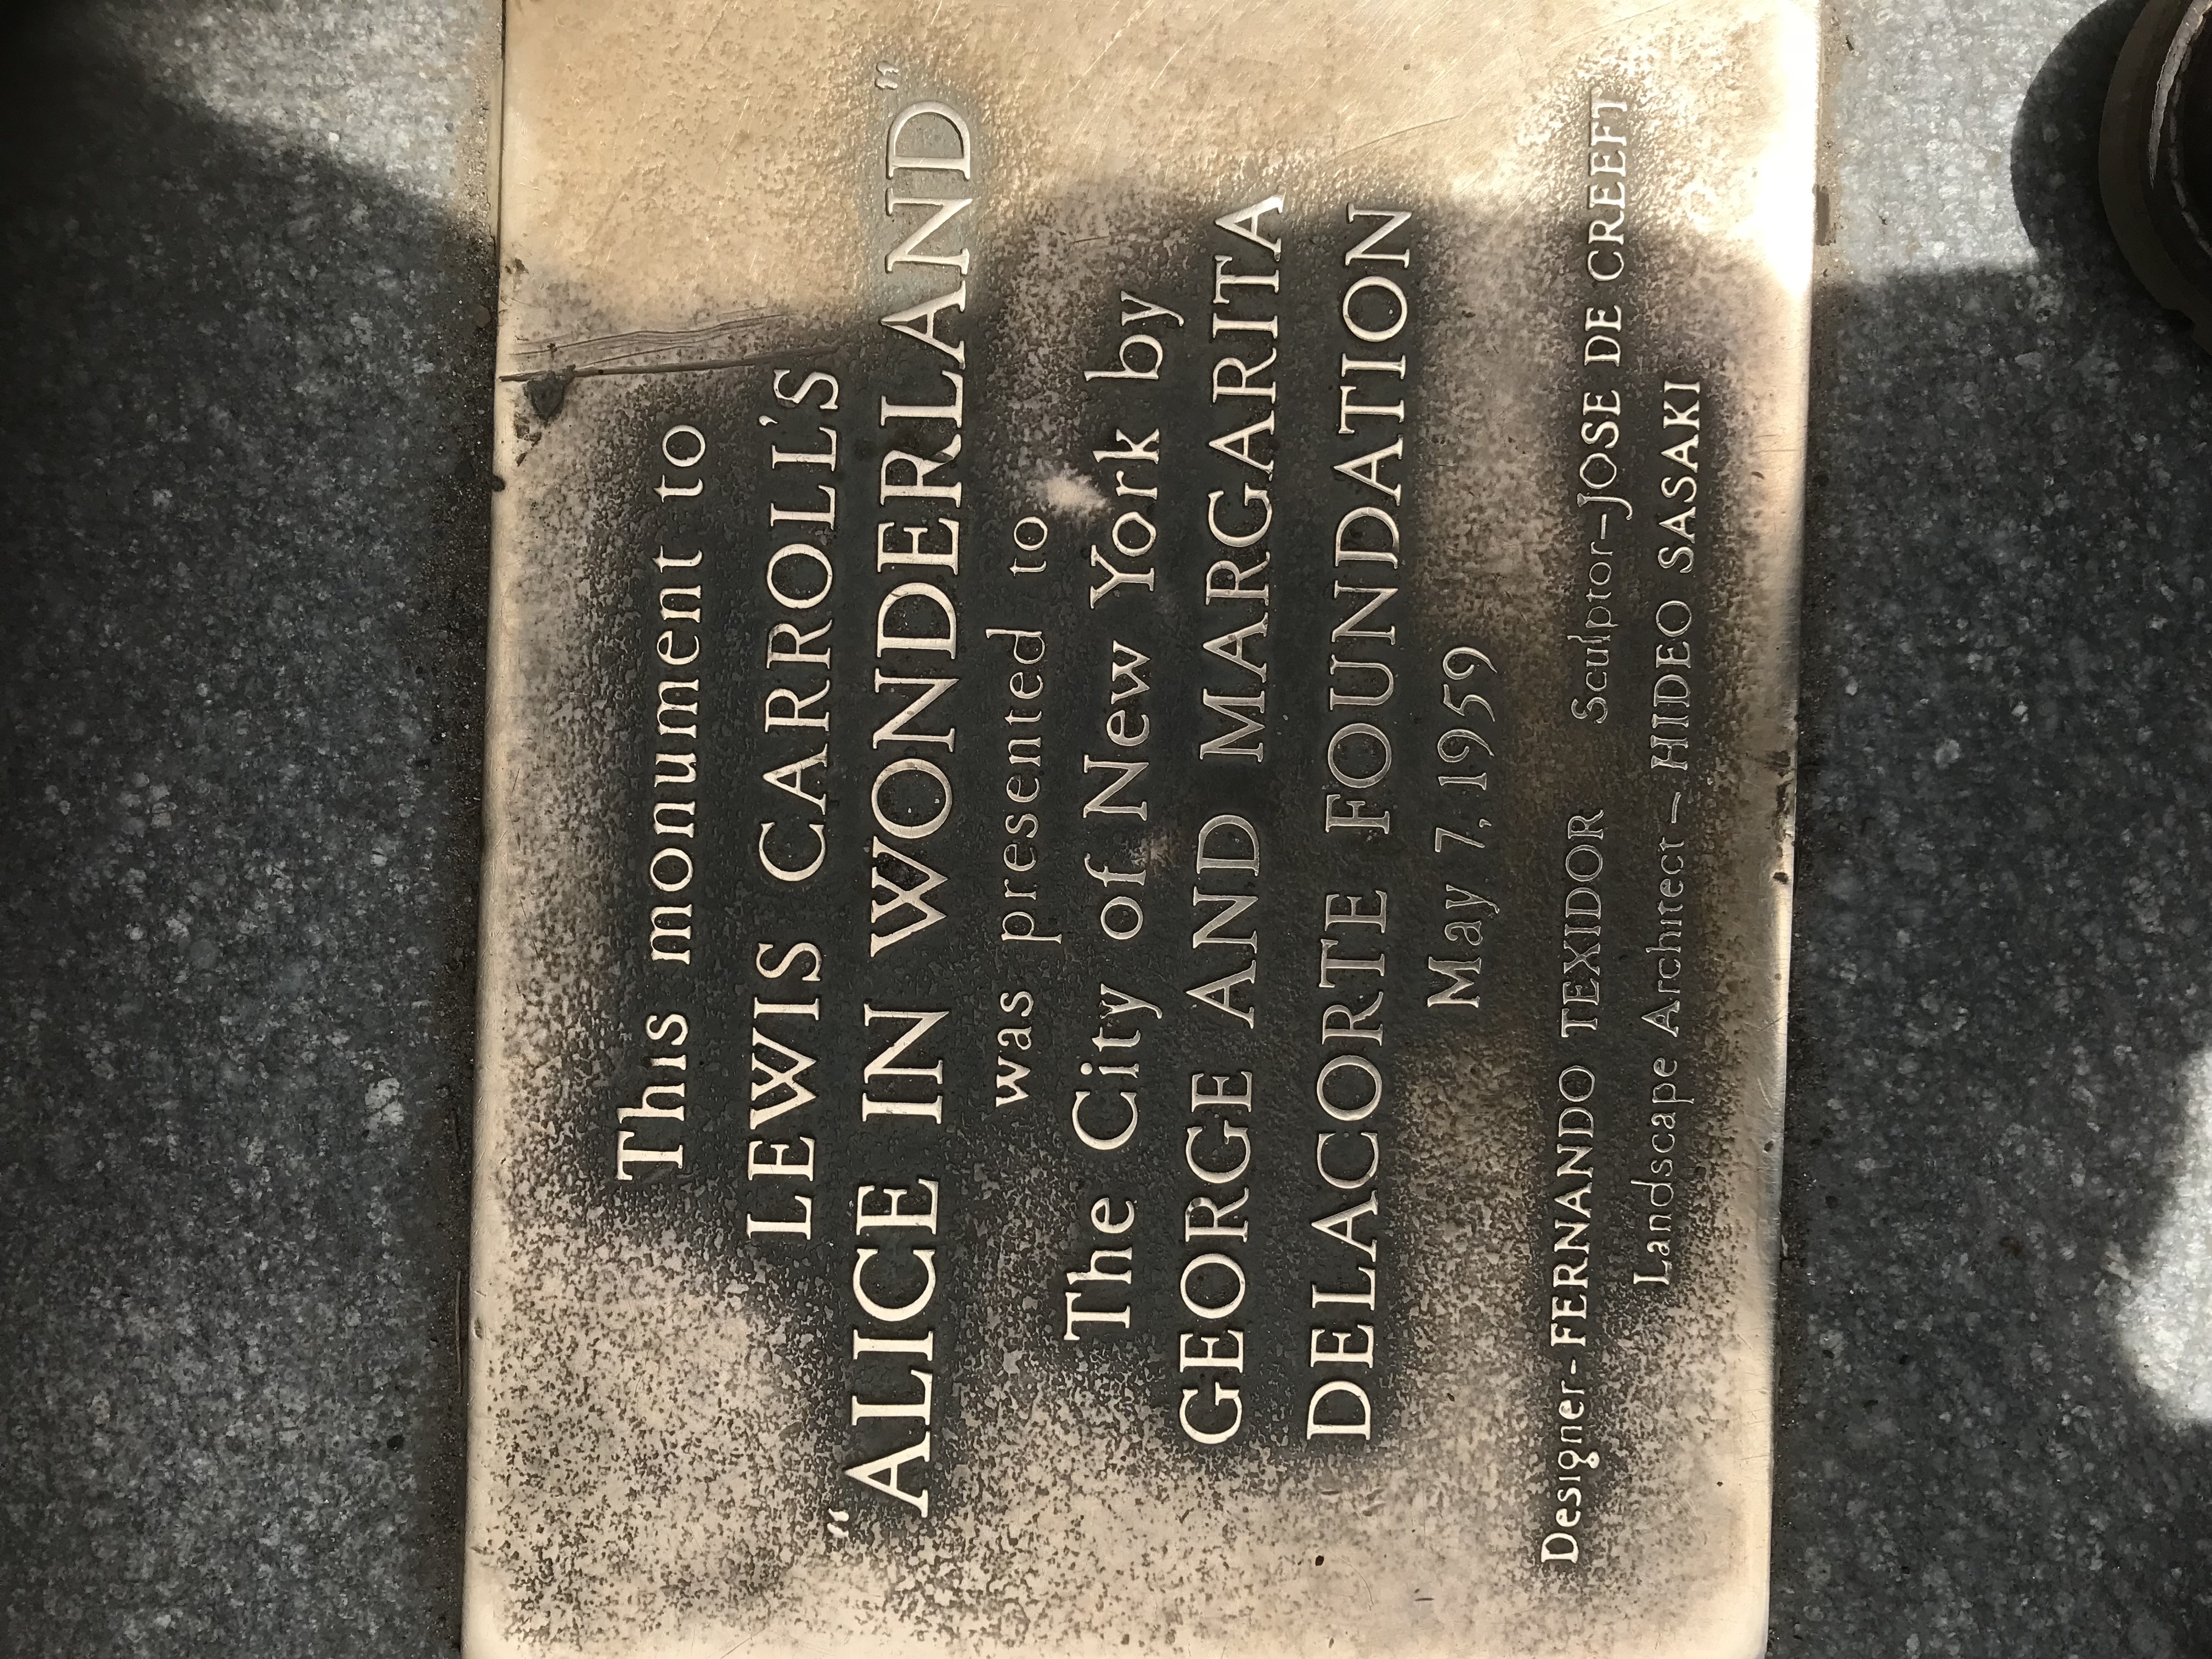 This monument to
LEWIS CARROLL'S
"ALICE IN WONDERLAND"
was presented to
The City of New York by
GEORGE AND MARGARITA
DELACORTE FOUNDATION
May 7, 1959
Designer-FERNANDO TEXIDOR Sculptor-JOSE DE CREEFT
Landscape Architect-HIDEO SASAKI